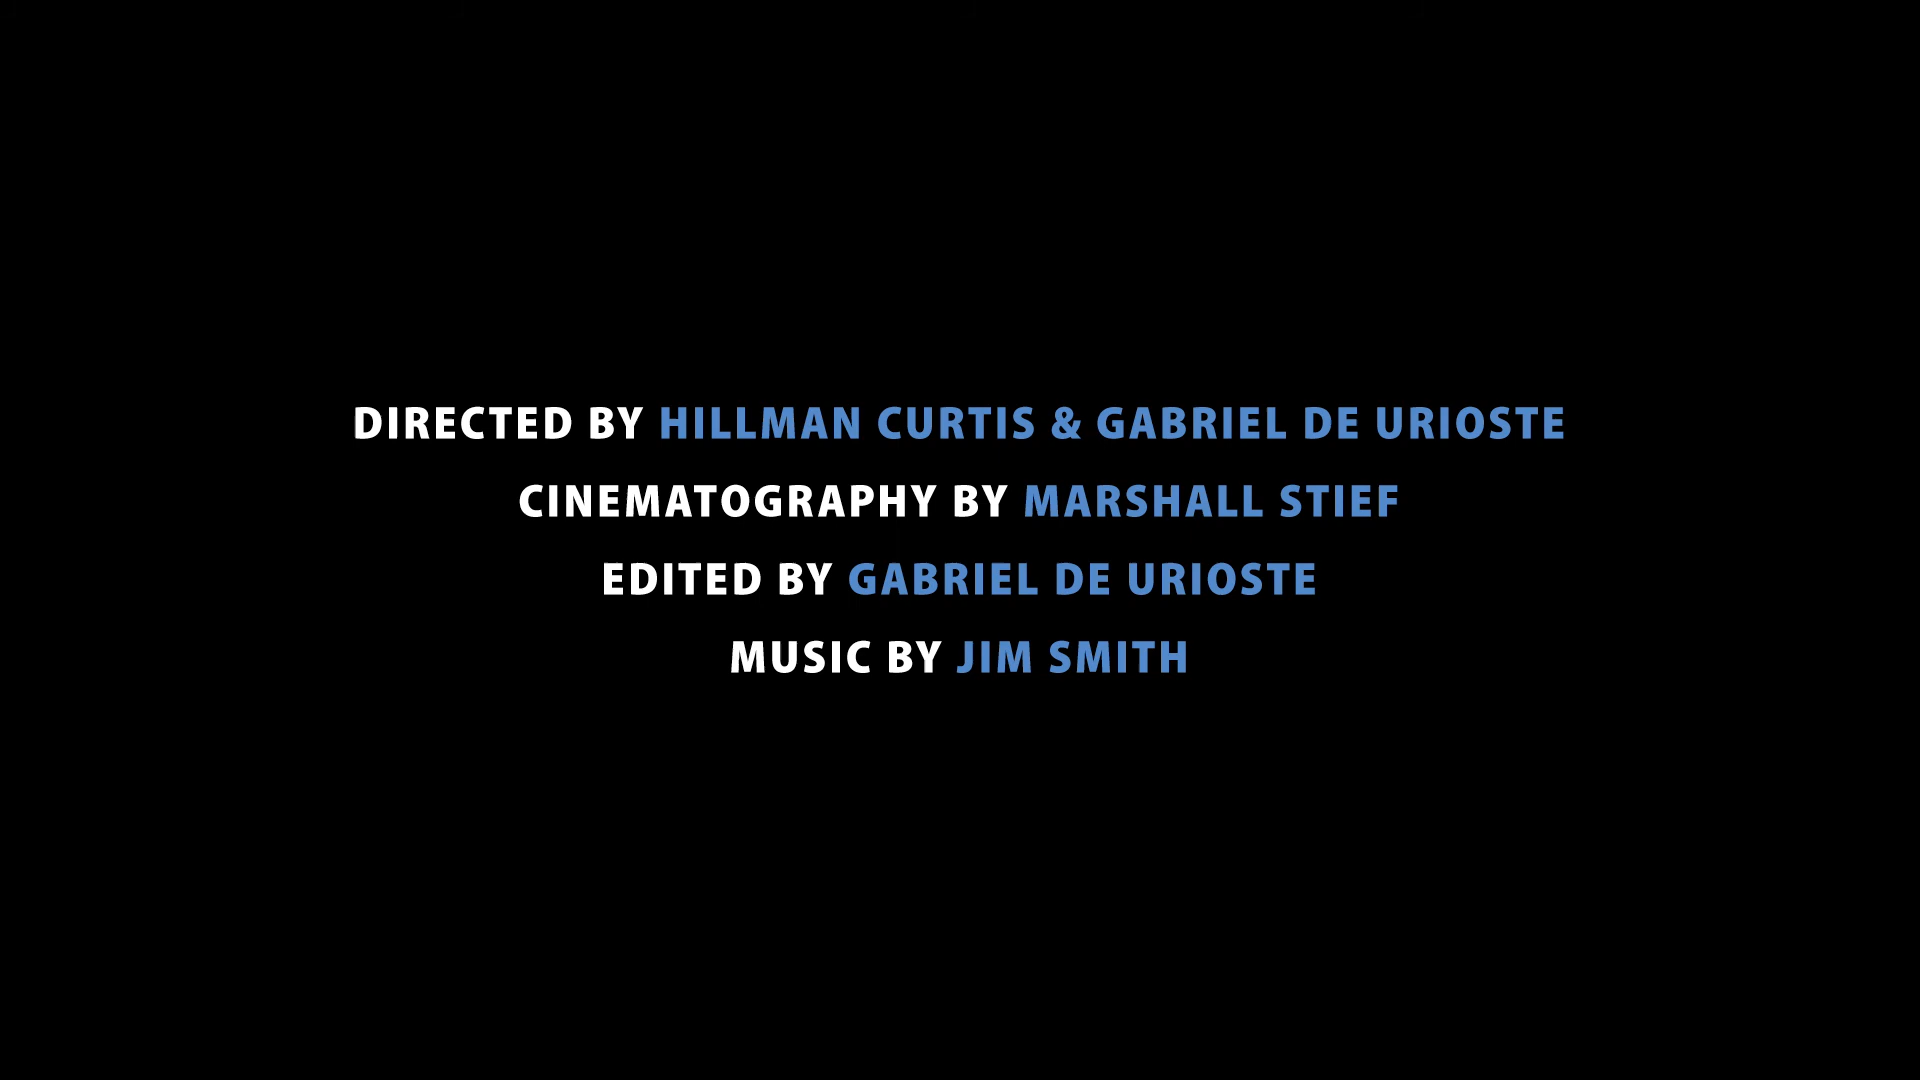 DIRECTED BY HILLMAN CURTIS & GABRIEL DE URIOSTE
CINEMATOGRAPHY BY MARSHALL STIEF
EDITED BY GABRIEL DE URIOSTE
MUSIC BY JIM SMITH